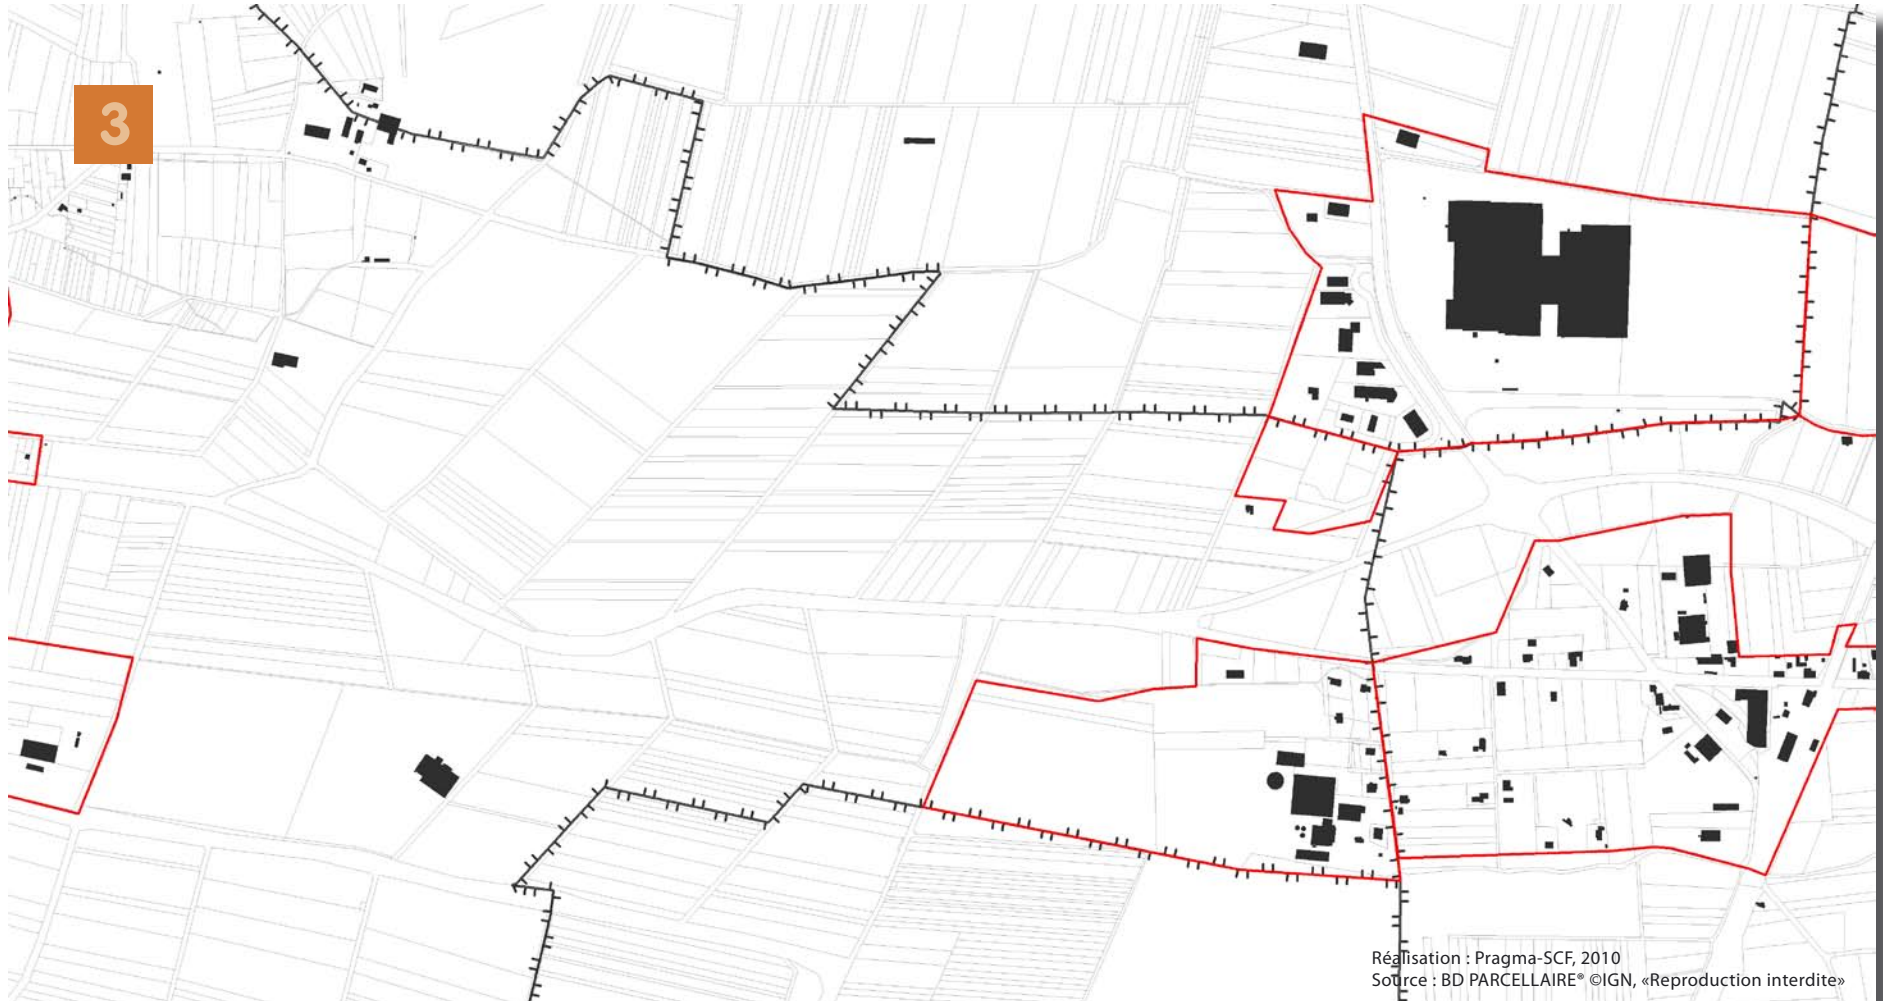 3
Réalisation : Pragma-SCF, 2010
Source : BD PARCELLAIRE® ©IGN, «Reproduction interdite»